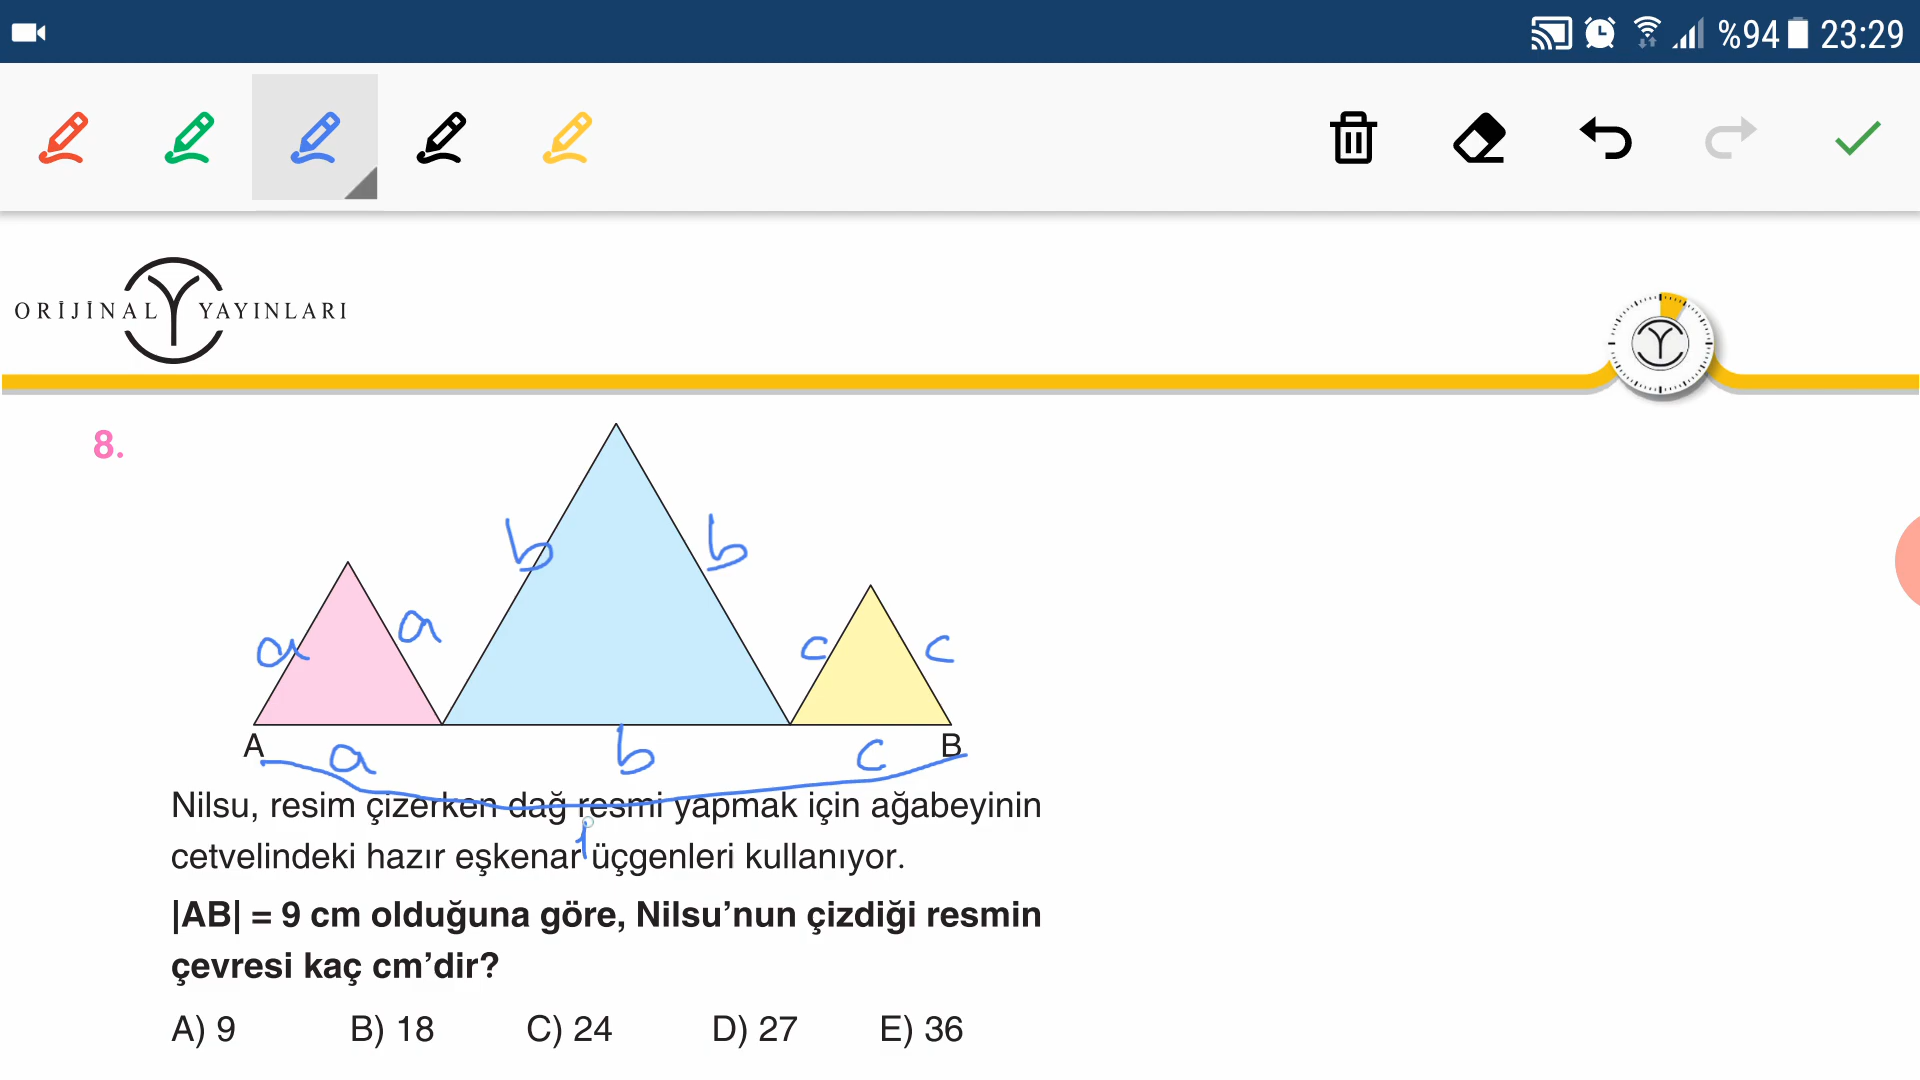 %94 23:29
ORİJİNAL YAYINLARI
8.
b b
a a c c
A a b c B
Nilsu, resim çizerken dağ resmi yapmak için ağabeyinin
cetvelindeki hazır eşkenar üçgenleri kullanıyor.
|AB| = 9 cm olduğuna göre, Nilsu’nun çizdiği resmin
çevresi kaç cm’dir?
A) 9 B) 18 C) 24 D) 27 E) 36